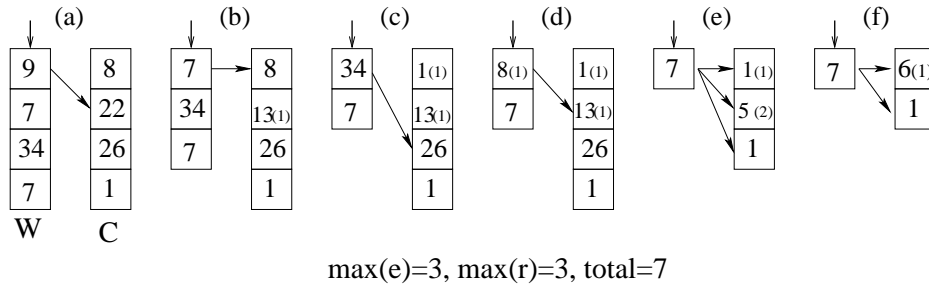 (a) (b) (c) (d) (e) (f)
9 8 7 8 34 1(1) 8(1) 1(1) 7 1(1) 7 6(1)
7 22 34 13(1) 7 13(1) 7 13(1) 5(2) 1
34 26 7 26 26 26 1
7 1 1 1 1
W C
max(e)=3, max(r)=3, total=7